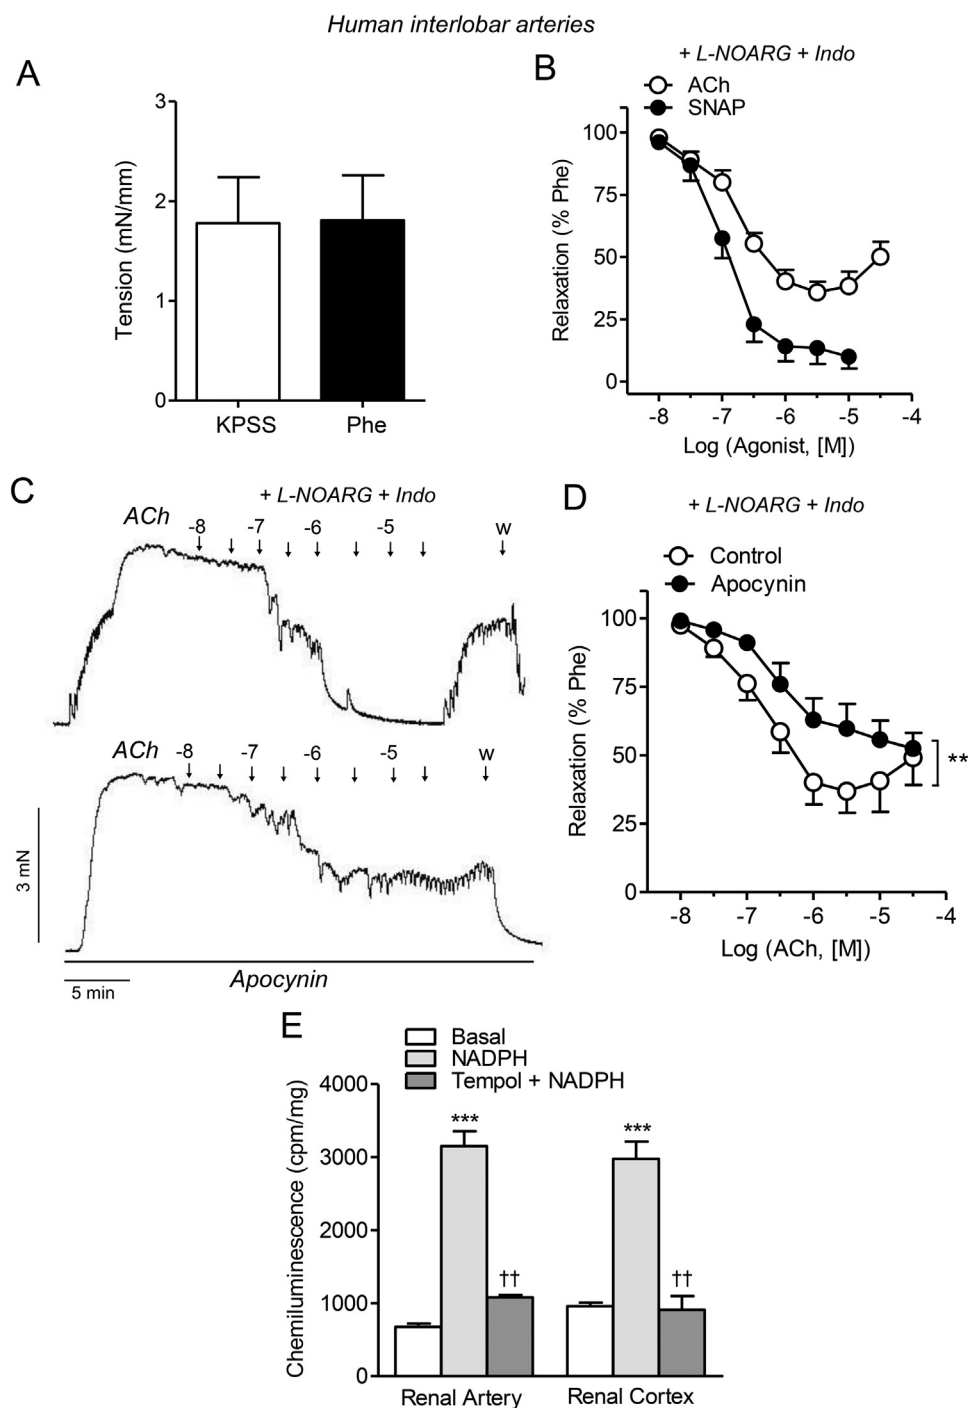 Human interlobar arteries
A
Tension (mN/mm)
3
2
1
0
KPSS Phe
B
+ L-NOARG + Indo
ACh
SNAP
Relaxation (% Phe)
100
75
50
25
0
-8 -7 -6 -5 -4
Log (Agonist, [M])
C
+ L-NOARG + Indo
ACh -8 -7 -6 -5 w
ACh -8 -7 -6 -5 w
3 mN
Apocynin
5 min
D
+ L-NOARG + Indo
Control
Apocynin
Relaxation (% Phe)
100
75
50
25
0
**
-8 -7 -6 -5 -4
Log (ACh, [M])
E
Basal
NADPH
Tempol + NADPH
Chemiluminescence (cpm/mg)
4000
3000
2000
1000
0
*** ***
†† ††
Renal Artery Renal Cortex